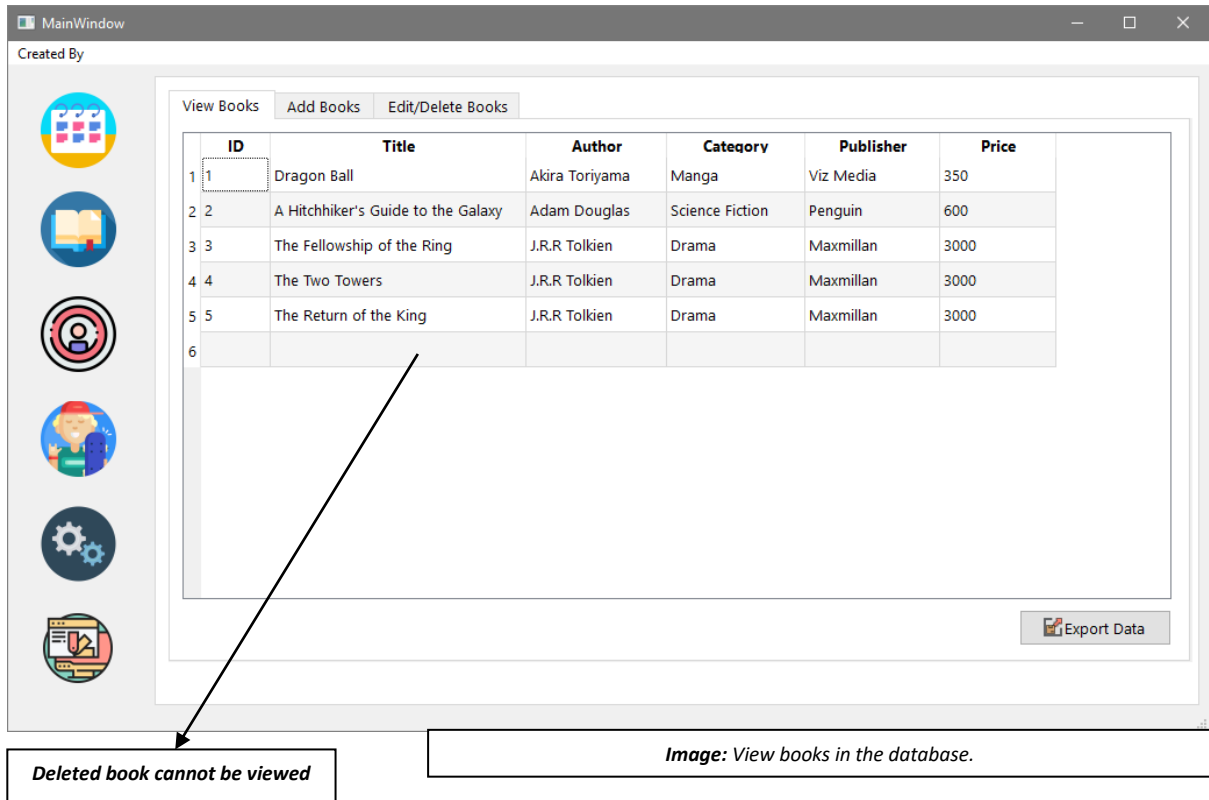 MainWindow
Created By
View Books Add Books Edit/Delete Books
ID Title Author Category Publisher Price
1 1 Dragon Ball Akira Toriyama Manga Viz Media 350
2 2 A Hitchhiker's Guide to the Galaxy Adam Douglas Science Fiction Penguin 600
3 3 The Fellowship of the Ring J.R.R Tolkien Drama Maxmillan 3000
4 4 The Two Towers J.R.R Tolkien Drama Maxmillan 3000
5 5 The Return of the King J.R.R Tolkien Drama Maxmillan 3000
6
Export Data
Image: View books in the database.
Deleted book cannot be viewed